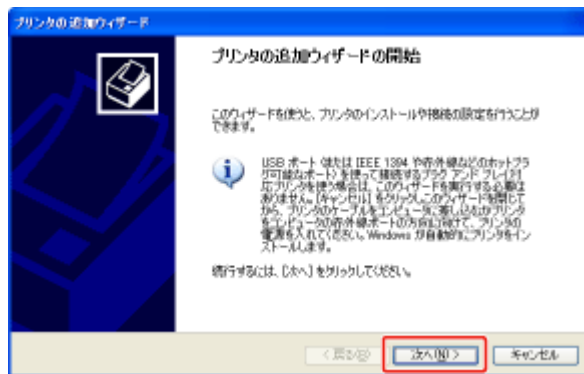 プリンタの追加ウィザード
プリンタの追加ウィザードの開始
このウィザードを使うと、プリンタのインストールや接続の設定を行うことが
できます。
USB ポート (または IEEE 1394 や赤外線などのホットプラ
グ可能なポート) を使って接続するプラグ アンド プレイ対
応プリンタを使う場合は、このウィザードを実行する必要は
ありません。[キャンセル] をクリックしてこのウィザードを閉じて
から、プリンタのケーブルをコンピュータに差し込むかプリンタ
をコンピュータの赤外線ポートの方向に向けて、プリンタの
電源を入れてください。Windows が自動的にプリンタをイン
ストールします。
続行するには、[次へ] をクリックしてください。
< 戻る(B)
次へ(N) >
キャンセル